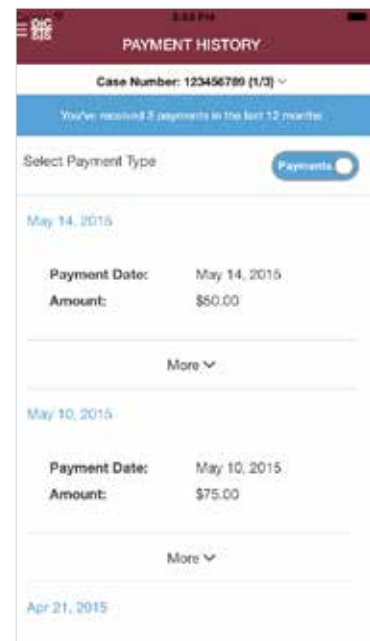 PAYMENT HISTORY
Case Number: 123456789 (1/3)
You've received 3 payments in the last 12 months
Select Payment Type
Payments
May 14, 2015
Payment Date: May 14, 2015
Amount: $50.00
More
May 10, 2015
Payment Date: May 10, 2015
Amount: $75.00
More
Apr 21, 2015